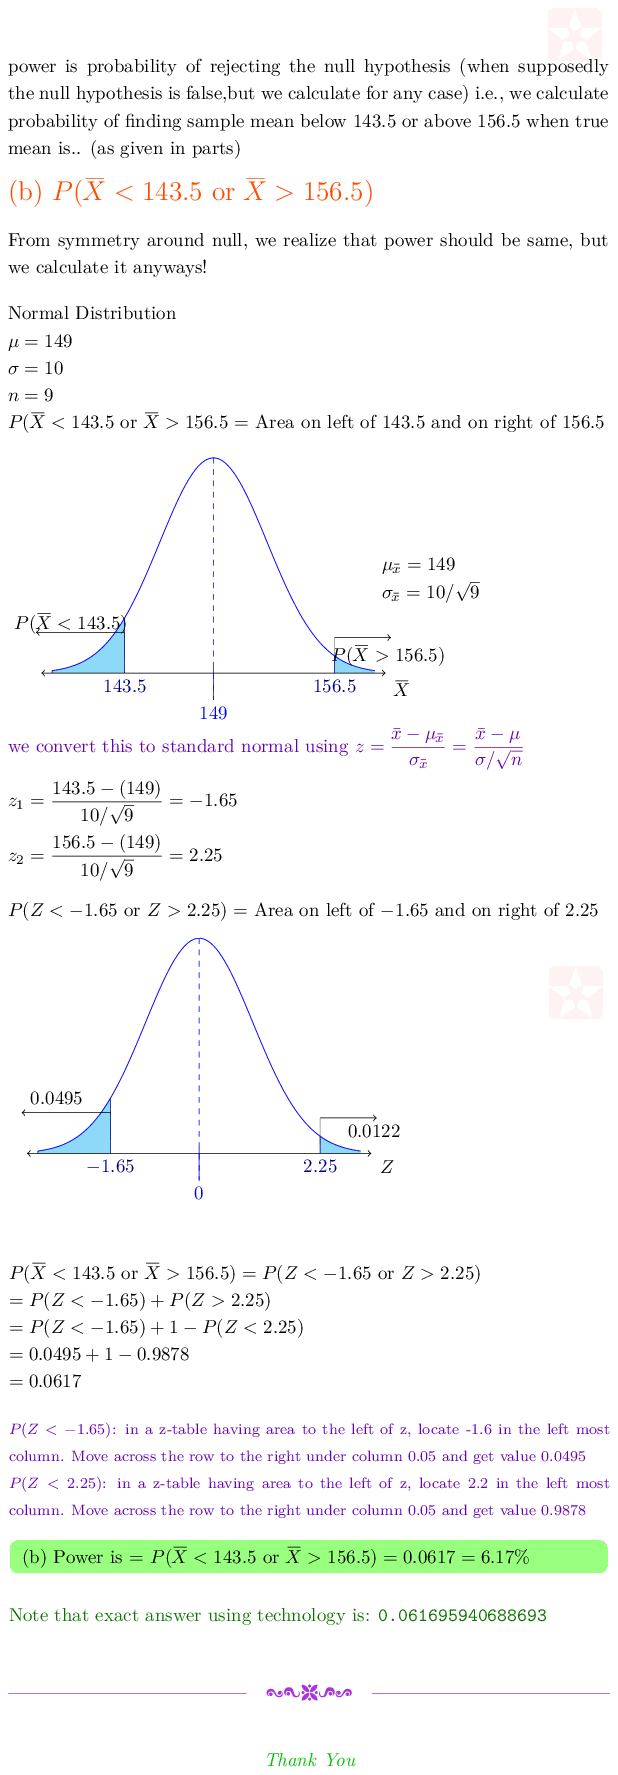 power is probability of rejecting the null hypothesis (when supposedly
the null hypothesis is false,but we calculate for any case) i.e., we calculate
probability of finding sample mean below 143.5 or above 156.5 when true
mean is.. (as given in parts)
(b) P(X̅ < 143.5 or X̅ > 156.5)
From symmetry around null, we realize that power should be same, but
we calculate it anyways!
Normal Distribution
μ = 149
σ = 10
n = 9
P(X̅ < 143.5 or X̅ > 156.5 = Area on left of 143.5 and on right of 156.5
μ_x̄ = 149
σ_x̄ = 10/√9
P(X̅ < 143.5)
P(X̅ > 156.5)
143.5
156.5
X̅
149
we convert this to standard normal using z = (x̄ − μ_x̄)/σ_x̄ = (x̄ − μ)/(σ/√n)
z₁ = (143.5 − (149))/(10/√9) = −1.65
z₂ = (156.5 − (149))/(10/√9) = 2.25
P(Z < −1.65 or Z > 2.25) = Area on left of −1.65 and on right of 2.25
0.0495
0.0122
−1.65
2.25
Z
0
P(X̅ < 143.5 or X̅ > 156.5) = P(Z < −1.65 or Z > 2.25)
= P(Z < −1.65) + P(Z > 2.25)
= P(Z < −1.65) + 1 − P(Z < 2.25)
= 0.0495 + 1 − 0.9878
= 0.0617
P(Z < −1.65): in a z-table having area to the left of z, locate -1.6 in the left most
column. Move across the row to the right under column 0.05 and get value 0.0495
P(Z < 2.25): in a z-table having area to the left of z, locate 2.2 in the left most
column. Move across the row to the right under column 0.05 and get value 0.9878
(b) Power is = P(X̅ < 143.5 or X̅ > 156.5) = 0.0617 = 6.17%
Note that exact answer using technology is: 0.061695940688693
Thank You